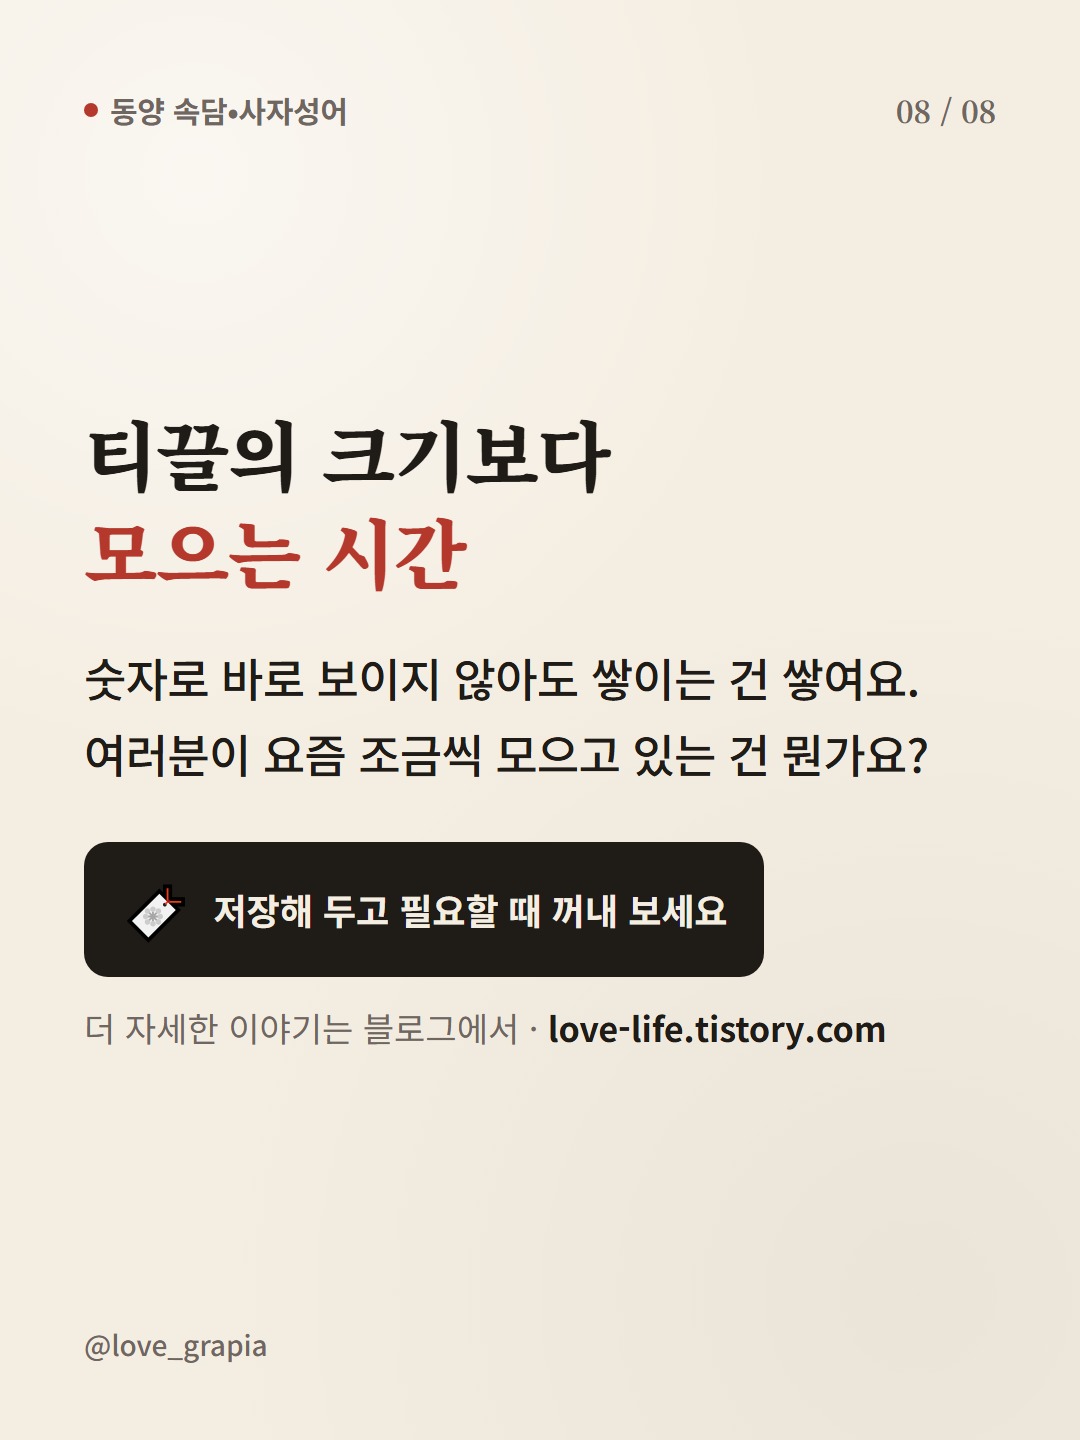 동양 속담•사자성어
08 / 08
티끌의 크기보다
모으는 시간
숫자로 바로 보이지 않아도 쌓이는 건 쌓여요.
여러분이 요즘 조금씩 모으고 있는 건 뭔가요?
저장해 두고 필요할 때 꺼내 보세요
더 자세한 이야기는 블로그에서 · love-life.tistory.com
@love_grapia